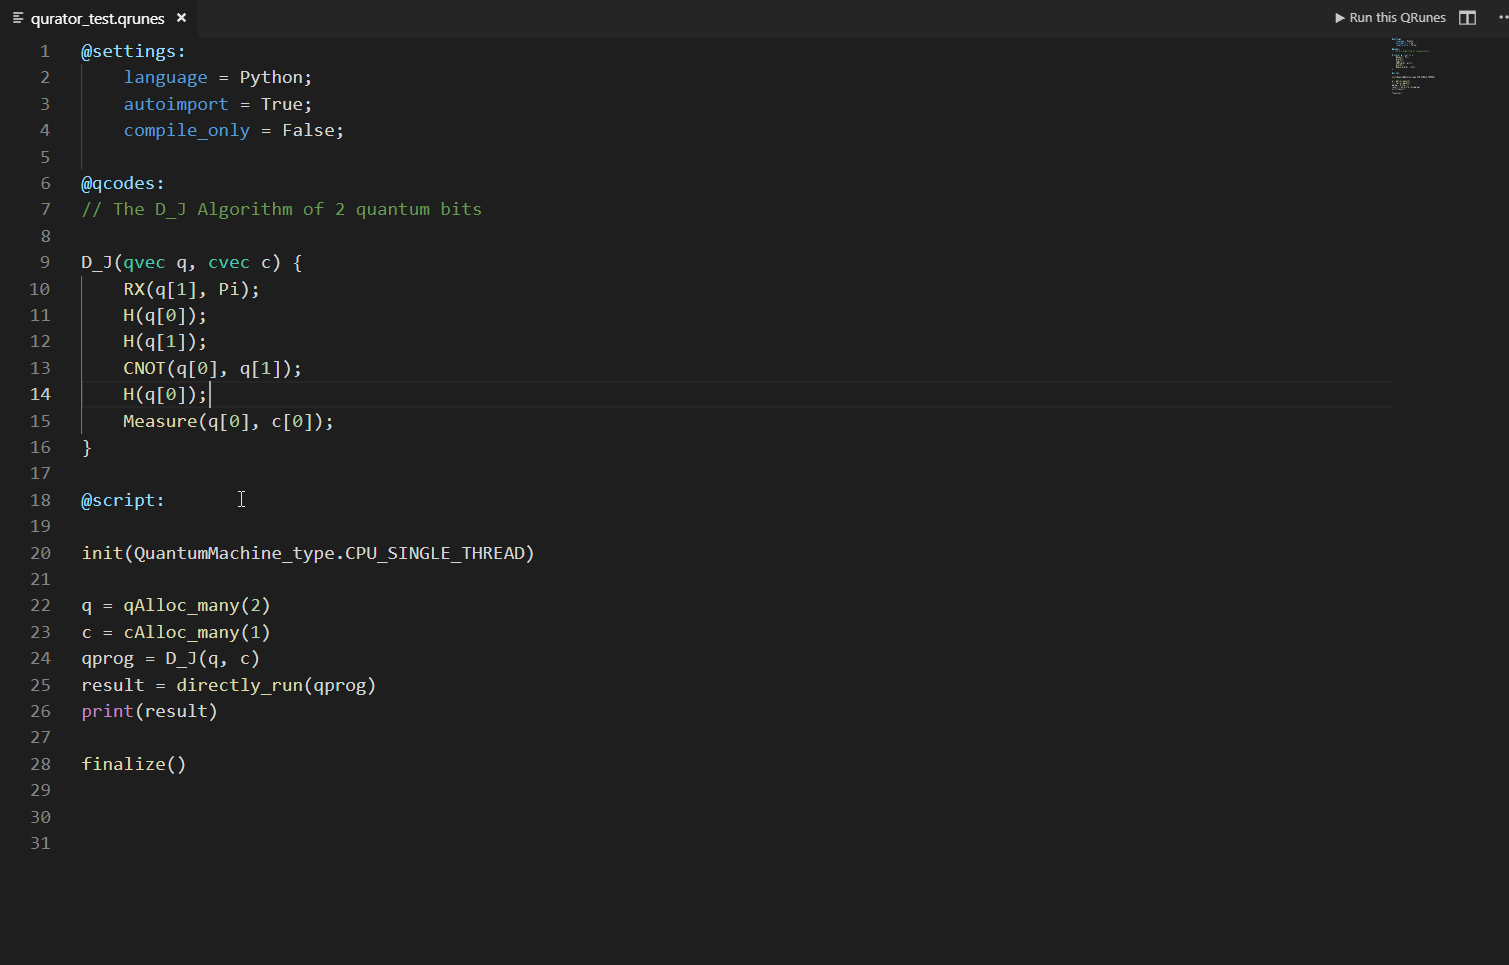 qurator_test.qrunes ×
Run this QRunes
1 @settings:
2 language = Python;
3 autoimport = True;
4 compile_only = False;
5
6 @qcodes:
7 // The D_J Algorithm of 2 quantum bits
8
9 D_J(qvec q, cvec c) {
10 RX(q[1], Pi);
11 H(q[0]);
12 H(q[1]);
13 CNOT(q[0], q[1]);
14 H(q[0]);
15 Measure(q[0], c[0]);
16 }
17
18 @script:
19
20 init(QuantumMachine_type.CPU_SINGLE_THREAD)
21
22 q = qAlloc_many(2)
23 c = cAlloc_many(1)
24 qprog = D_J(q, c)
25 result = directly_run(qprog)
26 print(result)
27
28 finalize()
29
30
31